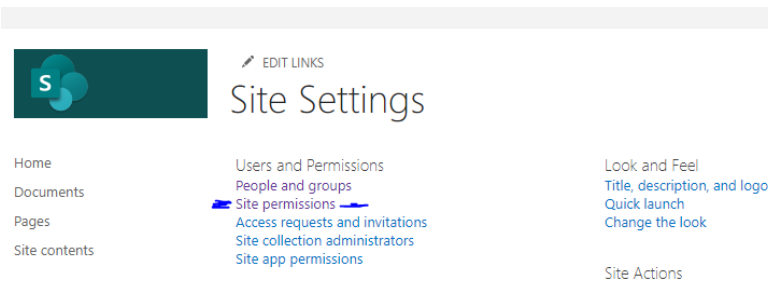 S
EDIT LINKS
Site Settings
Home
Documents
Pages
Site contents
Users and Permissions
People and groups
Site permissions
Access requests and invitations
Site collection administrators
Site app permissions
Look and Feel
Title, description, and logo
Quick launch
Change the look
Site Actions